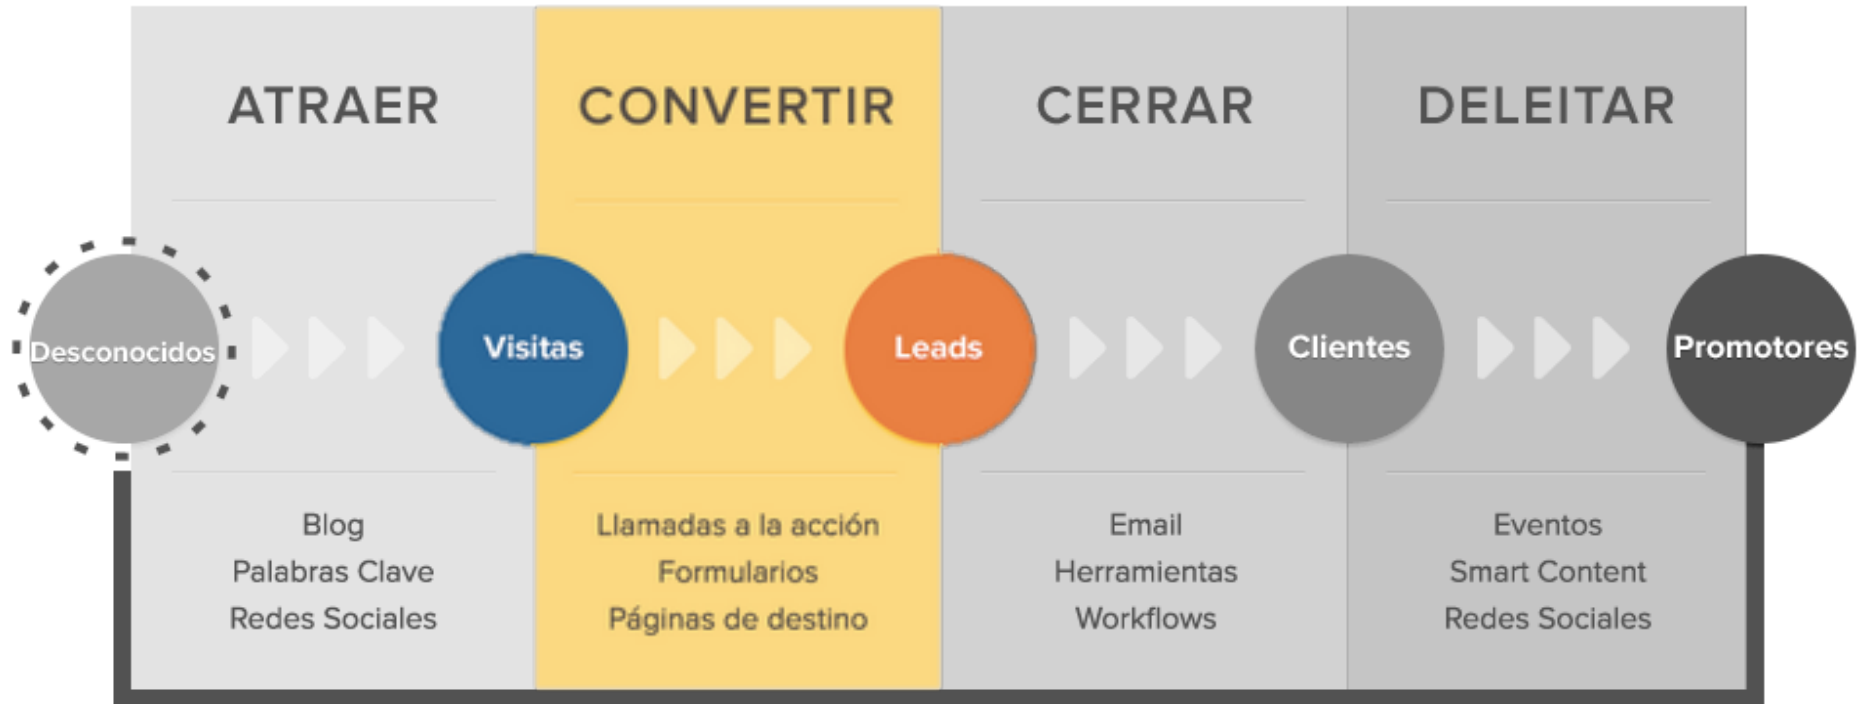 ATRAER
CONVERTIR
CERRAR
DELEITAR
Desconocidos
Visitas
Leads
Clientes
Promotores
Blog
Palabras Clave
Redes Sociales
Llamadas a la acción
Formularios
Páginas de destino
Email
Herramientas
Workflows
Eventos
Smart Content
Redes Sociales